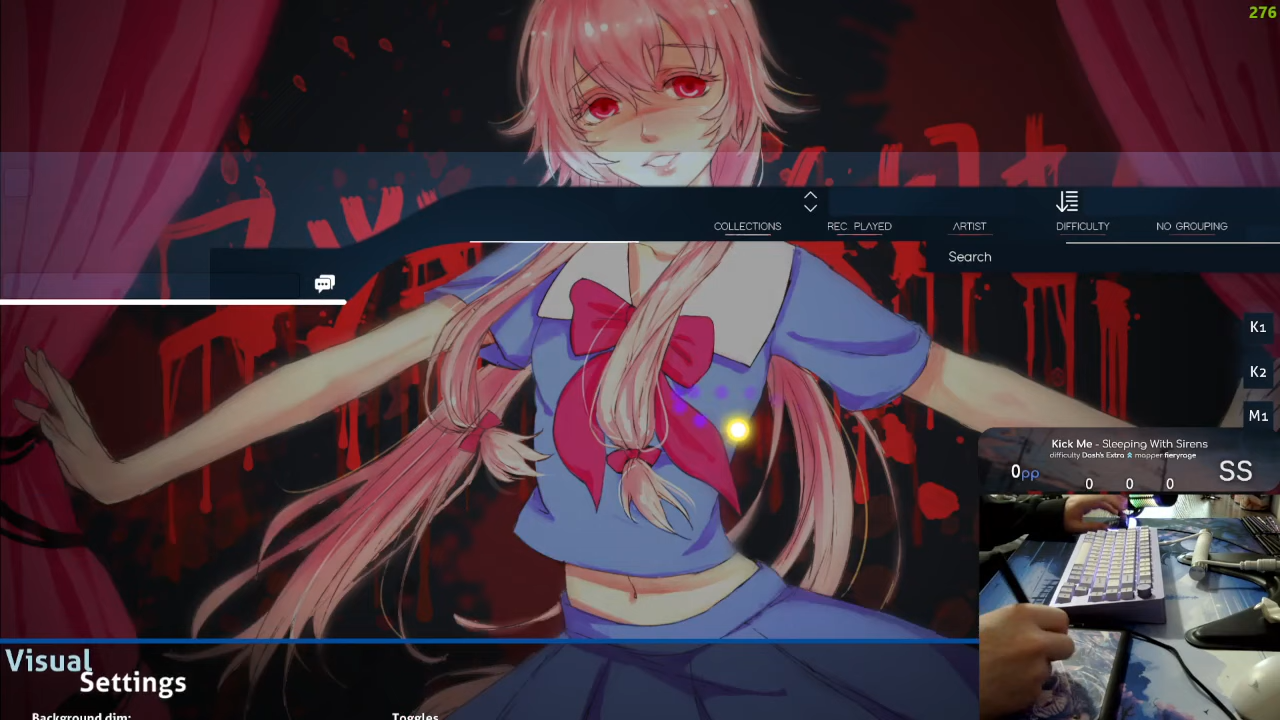 276
COLLECTIONS
REC. PLAYED
ARTIST
DIFFICULTY
NO GROUPING
Search
K1
K2
M1
Kick Me - Sleeping With Sirens
difficulty Dash's Extra mapper fieryrage
0pp
0 0 0
SS
Visual
Settings
Background dim:
Toggles